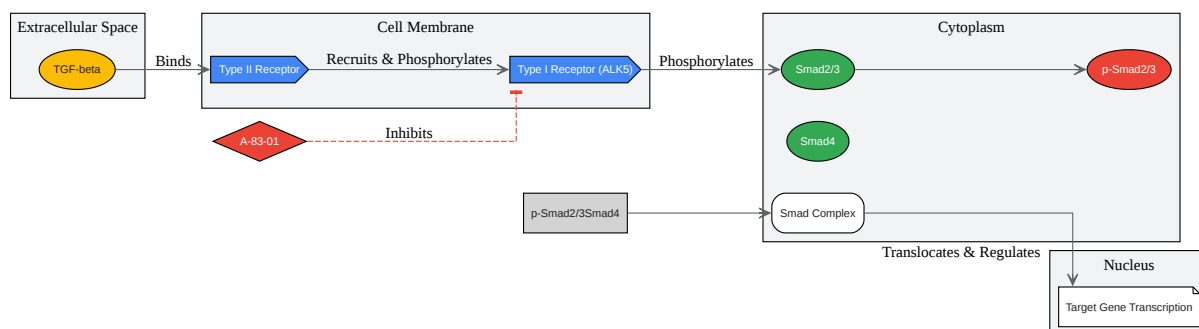 Extracellular Space
Cell Membrane
Cytoplasm
TGF-beta
Binds
Type II Receptor
Recruits & Phosphorylates
Type I Receptor (ALK5)
Phosphorylates
Smad2/3
p-Smad2/3
A-83-01
Inhibits
Smad4
p-Smad2/3Smad4
Smad Complex
Translocates & Regulates
Nucleus
Target Gene Transcription